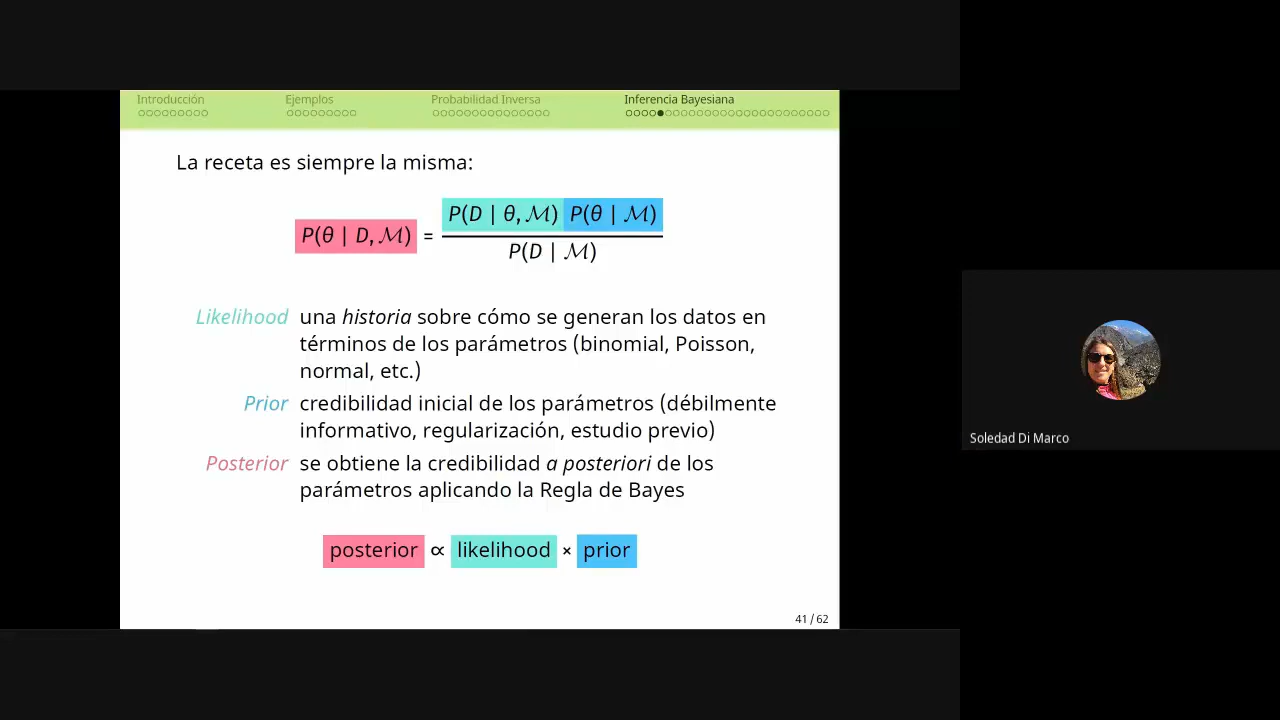 Introducción Ejemplos Probabilidad Inversa Inferencia Bayesiana
La receta es siempre la misma:
P(θ | D, ℳ) = P(D | θ, ℳ) P(θ | ℳ)
P(D | ℳ)
Likelihood una historia sobre cómo se generan los datos en
términos de los parámetros (binomial, Poisson,
normal, etc.)
Prior credibilidad inicial de los parámetros (débilmente
informativo, regularización, estudio previo)
Posterior se obtiene la credibilidad a posteriori de los
parámetros aplicando la Regla de Bayes
posterior ∝ likelihood × prior
41 / 62
Soledad Di Marco